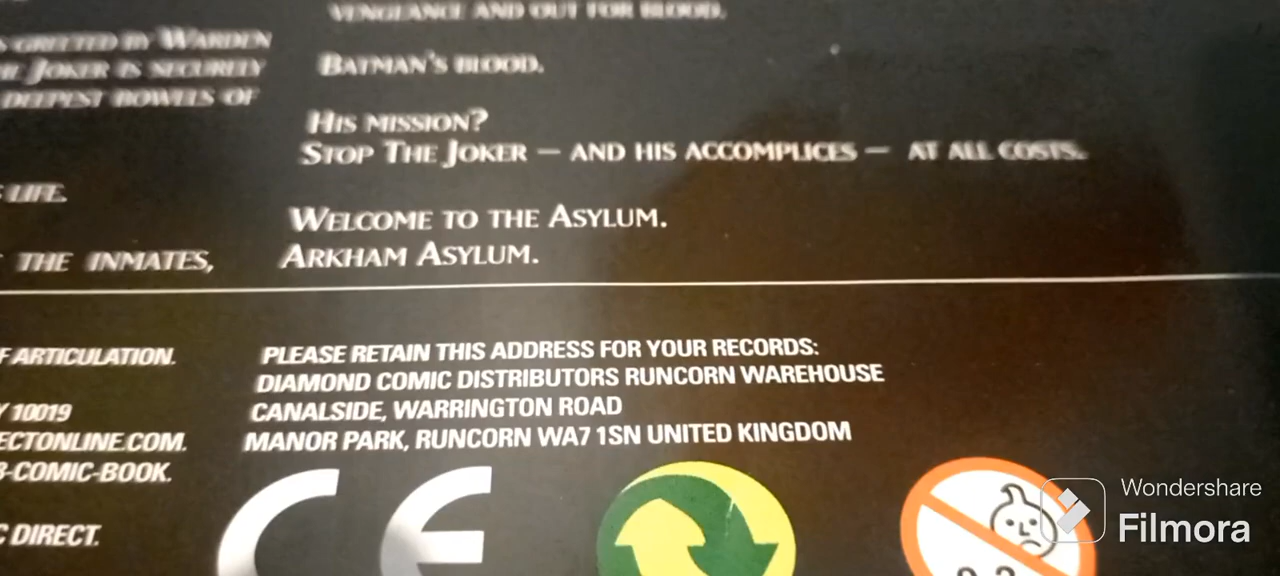 VENGEANCE AND OUT FOR BLOOD.
S GREETED BY WARDEN
E JOKER IS SECURELY
DEEPEST BOWELS OF
BATMAN'S BLOOD.
HIS MISSION?
STOP THE JOKER — AND HIS ACCOMPLICES — AT ALL COSTS.
LIFE.
WELCOME TO THE ASYLUM.
THE INMATES,
ARKHAM ASYLUM.
F ARTICULATION.
Y 10019
ECTONLINE.COM.
3-COMIC-BOOK.
C DIRECT.
PLEASE RETAIN THIS ADDRESS FOR YOUR RECORDS:
DIAMOND COMIC DISTRIBUTORS RUNCORN WAREHOUSE
CANALSIDE, WARRINGTON ROAD
MANOR PARK, RUNCORN WA7 1SN UNITED KINGDOM
CE
0-3
Wondershare
Filmora